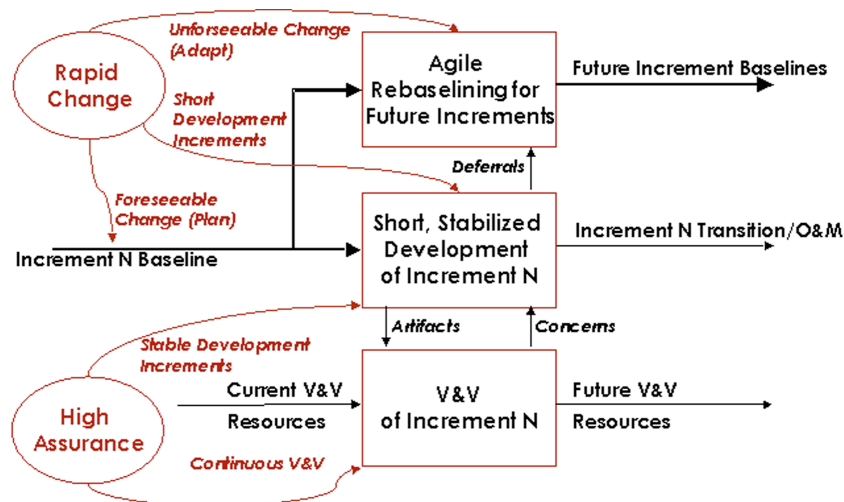 Unforseeable Change
(Adapt)
Rapid
Change
Short
Development
Increments
Agile
Rebaselining for
Future Increments
Future Increment Baselines
Deferrals
Foreseeable
Change (Plan)
Increment N Baseline
Short, Stabilized
Development
of Increment N
Increment N Transition/O&M
Artifacts
Concerns
Stable Development
Increments
High
Assurance
Current V&V
Resources
V&V
of Increment N
Future V&V
Resources
Continuous V&V